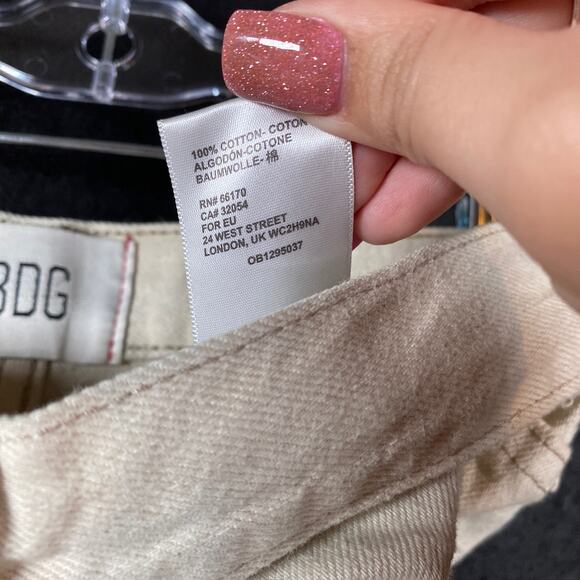 100% COTTON- COTON
ALGODÓN-COTONE
BAUMWOLLE- 棉
RN# 66170
CA# 32054
FOR EU
24 WEST STREET
LONDON, UK WC2H9NA
OB1295037
BDG